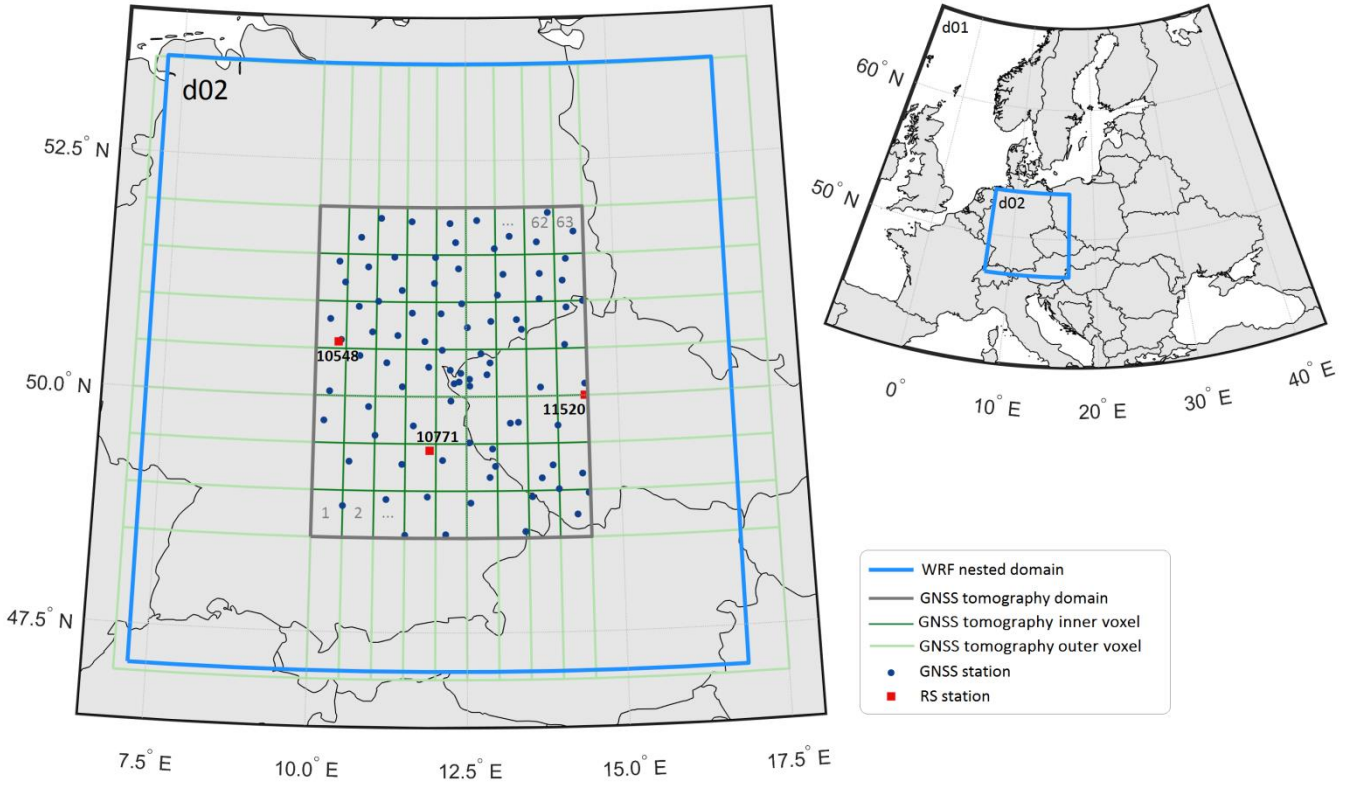 d02
52.5° N
50.0° N
47.5° N
7.5° E
10.0° E
12.5° E
15.0° E
17.5° E
... 62 63
10548
11520
10771
1 2 ...
d01
60° N
50° N
d02
0°
10° E
20° E
30° E
40° E
WRF nested domain
GNSS tomography domain
GNSS tomography inner voxel
GNSS tomography outer voxel
GNSS station
RS station